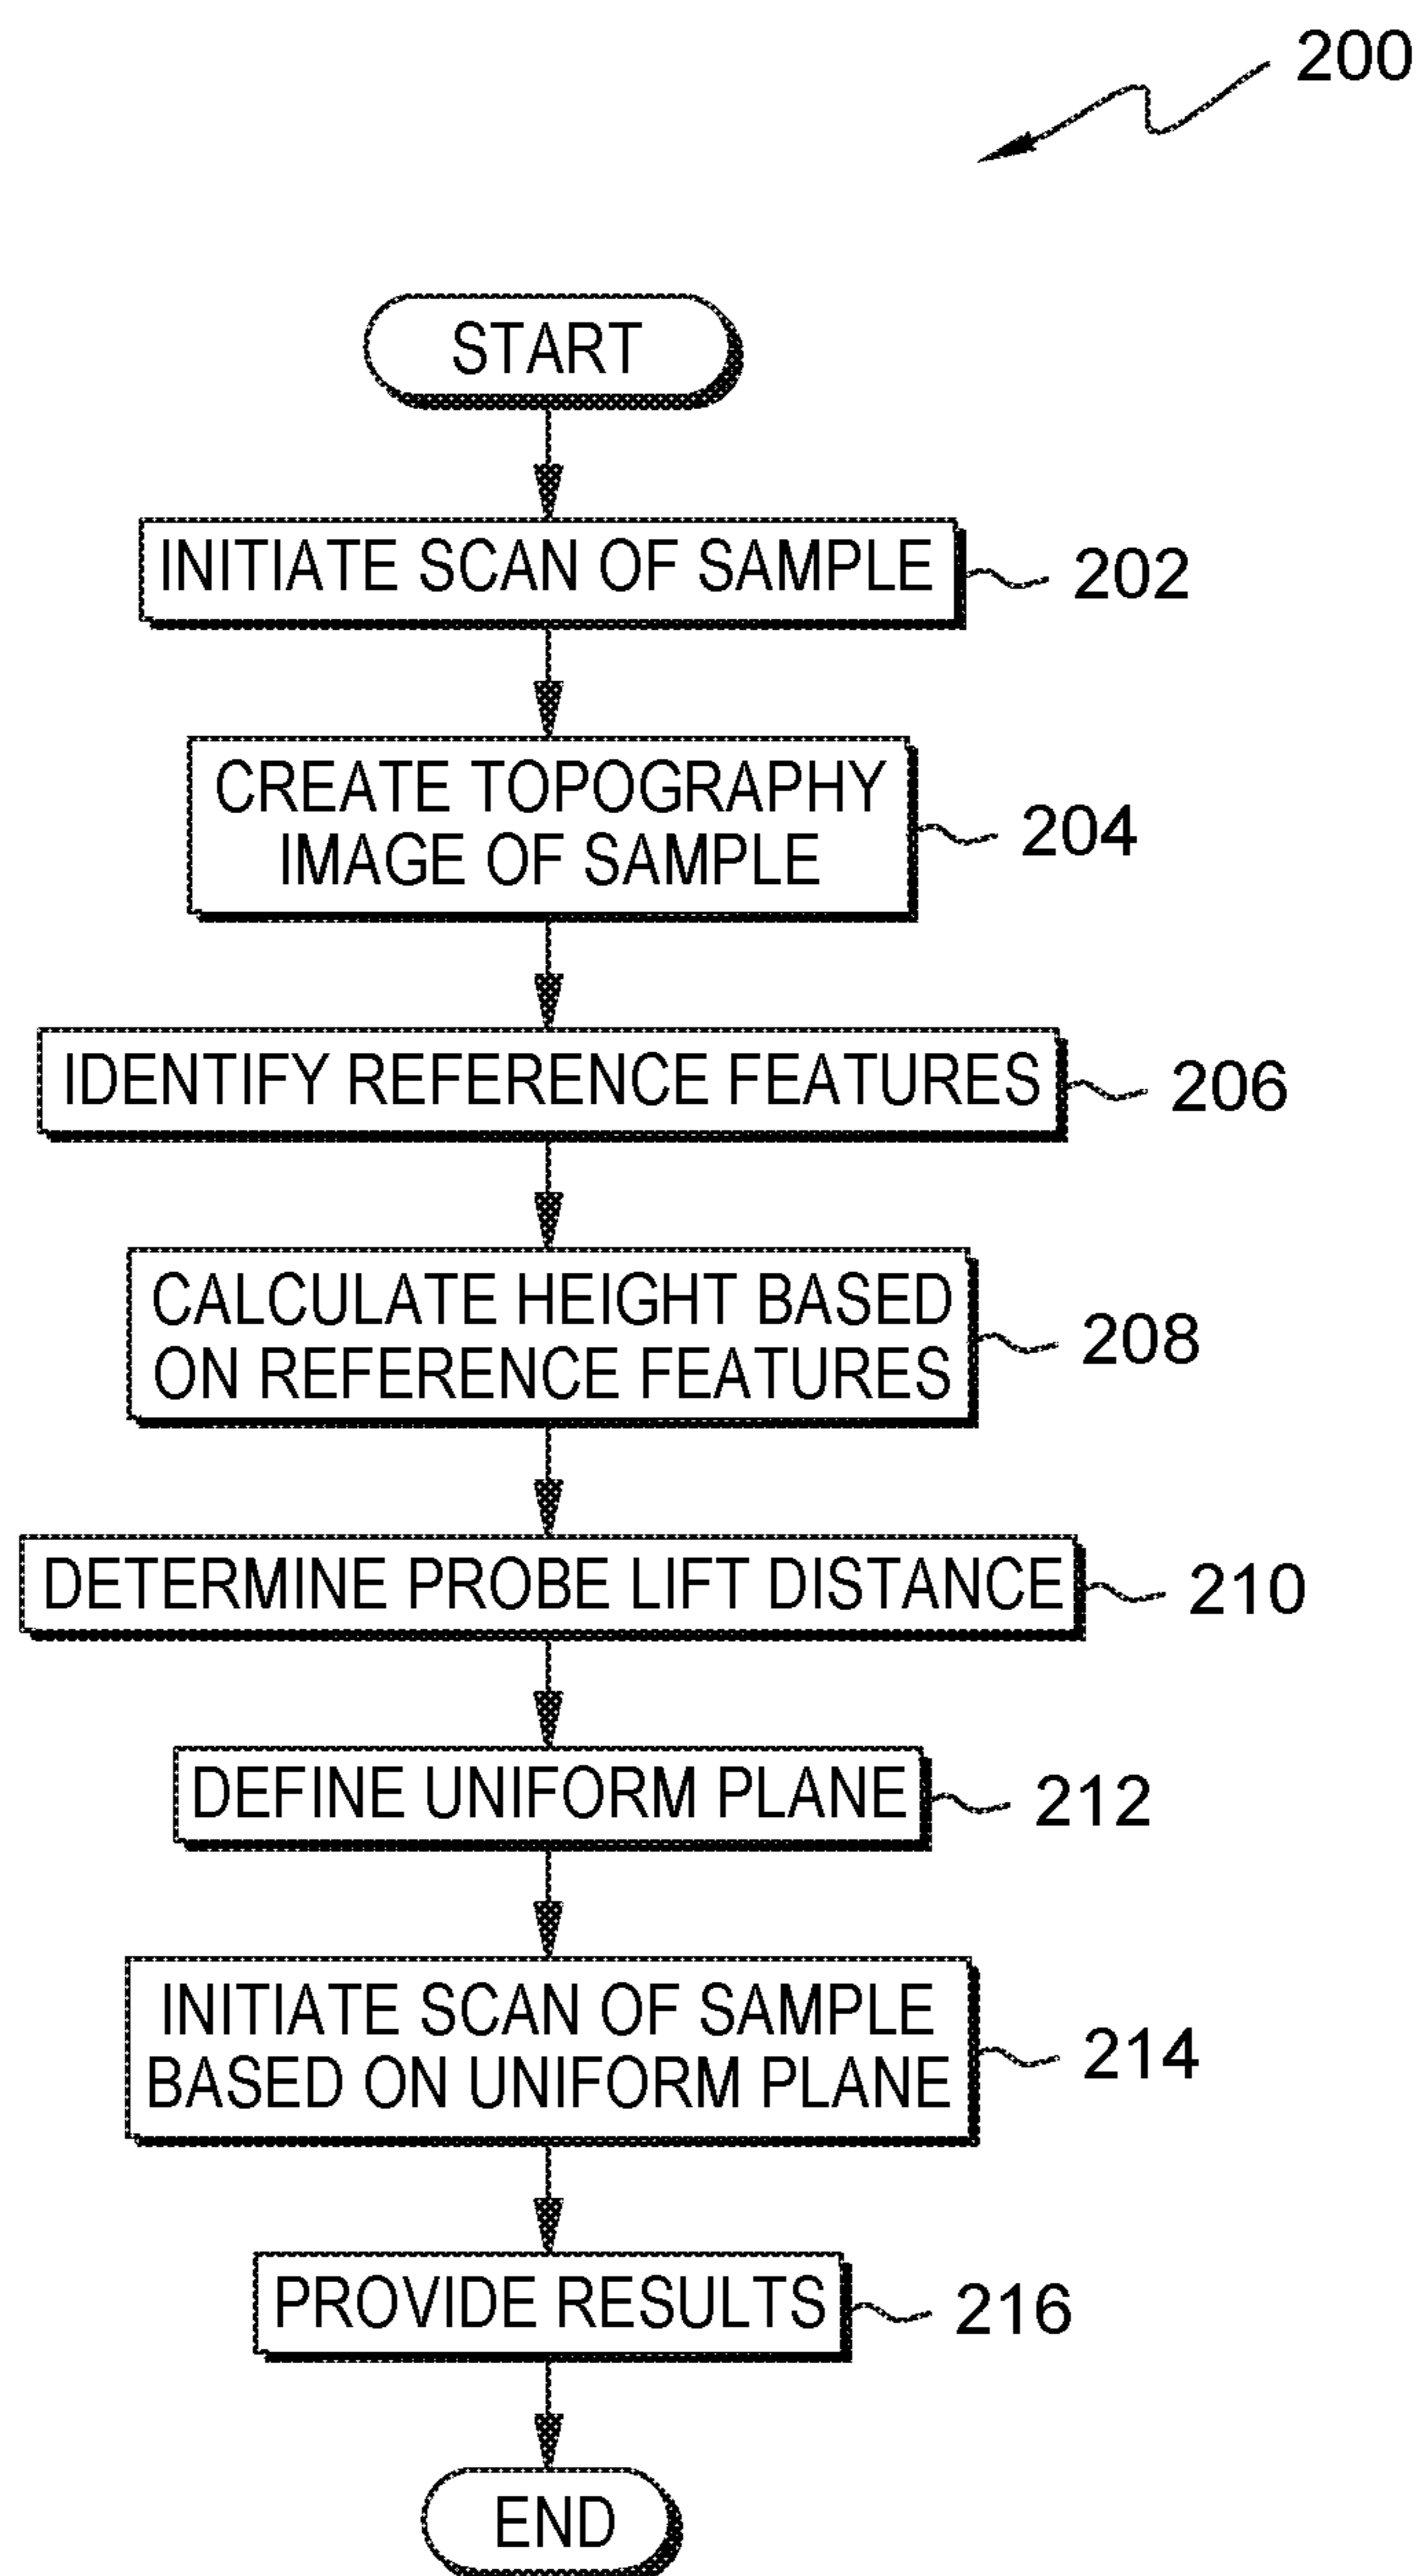 200
START
INITIATE SCAN OF SAMPLE
202
CREATE TOPOGRAPHY
IMAGE OF SAMPLE
204
IDENTIFY REFERENCE FEATURES
206
CALCULATE HEIGHT BASED
ON REFERENCE FEATURES
208
DETERMINE PROBE LIFT DISTANCE
210
DEFINE UNIFORM PLANE
212
INITIATE SCAN OF SAMPLE
BASED ON UNIFORM PLANE
214
PROVIDE RESULTS
216
END